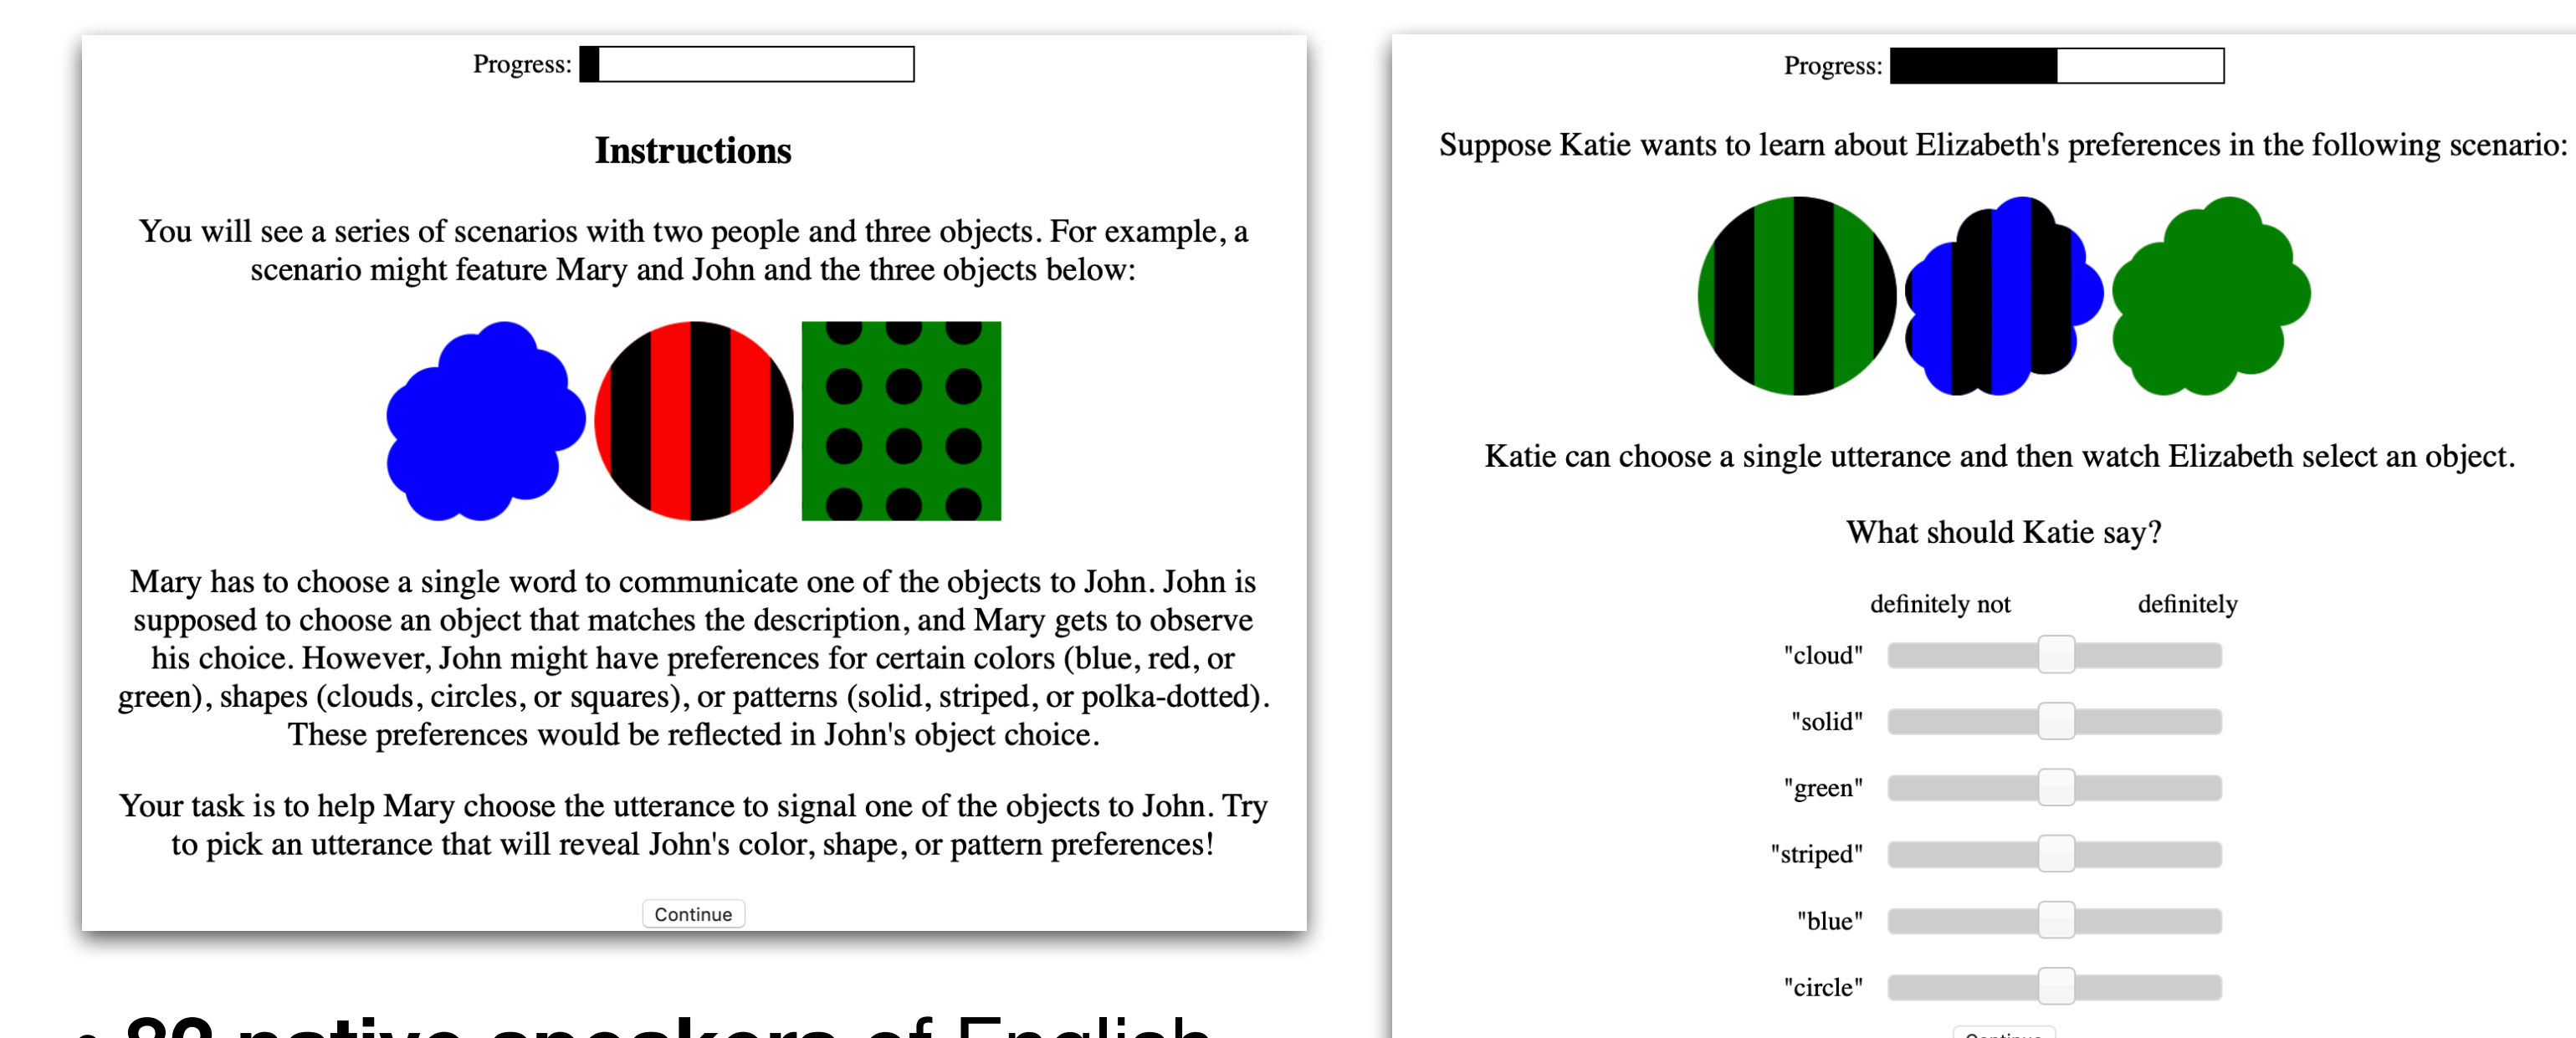 Progress:
Instructions
You will see a series of scenarios with two people and three objects. For example, a
scenario might feature Mary and John and the three objects below:
Mary has to choose a single word to communicate one of the objects to John. John is
supposed to choose an object that matches the description, and Mary gets to observe
his choice. However, John might have preferences for certain colors (blue, red, or
green), shapes (clouds, circles, or squares), or patterns (solid, striped, or polka-dotted).
These preferences would be reflected in John's object choice.
Your task is to help Mary choose the utterance to signal one of the objects to John. Try
to pick an utterance that will reveal John's color, shape, or pattern preferences!
Continue
• native speakers of English
Progress:
Suppose Katie wants to learn about Elizabeth's preferences in the following scenario:
Katie can choose a single utterance and then watch Elizabeth select an object.
What should Katie say?
definitely not definitely
"cloud"
"solid"
"green"
"striped"
"blue"
"circle"
Continue